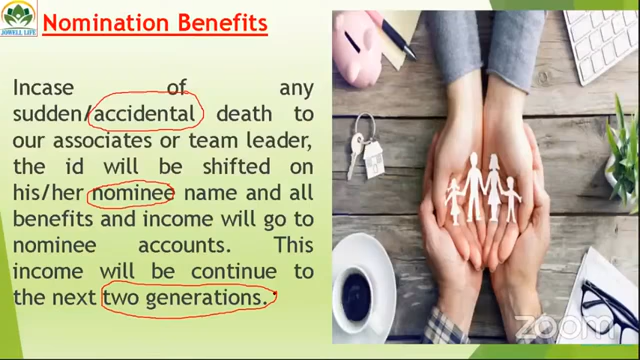 JOWELL LIFE
Nomination Benefits
Incase of any
sudden/accidental death to
our associates or team leader,
the id will be shifted on
his/her nominee name and all
benefits and income will go to
nominee accounts. This
income will be continue to
the next two generations.
zoom